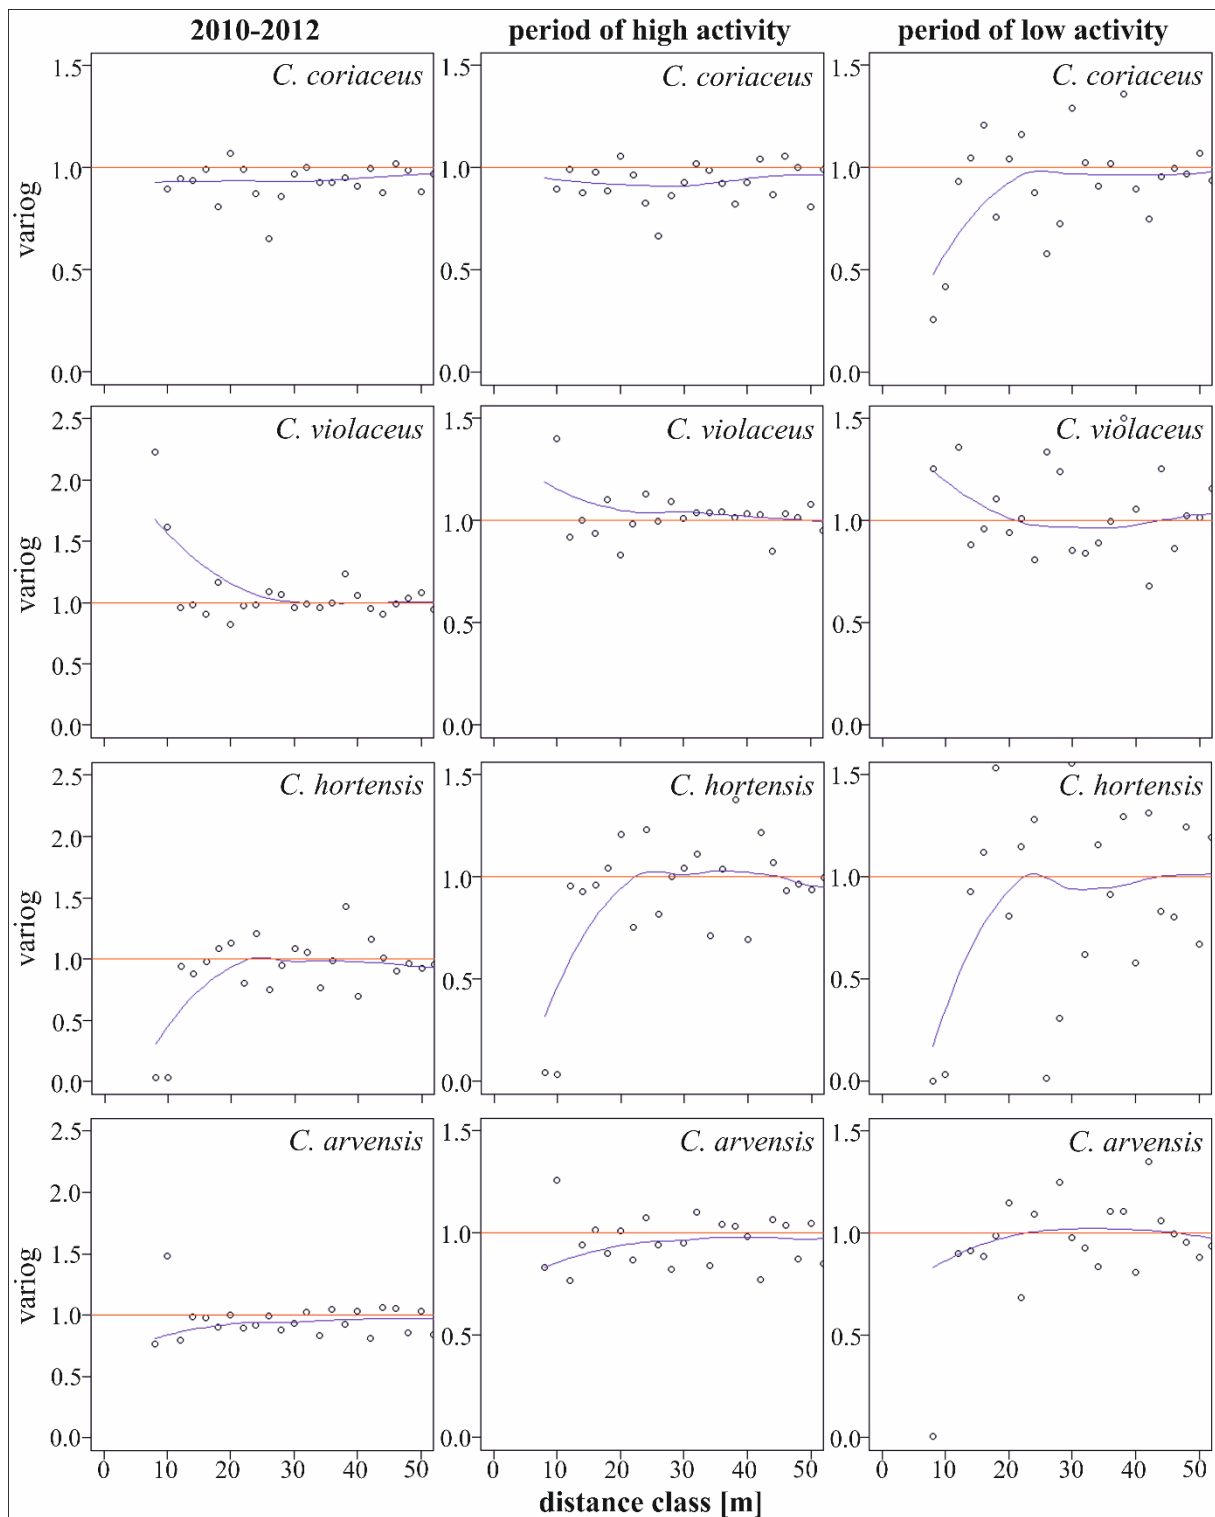 2010-2012 period of high activity period of low activity
C. coriaceus C. coriaceus C. coriaceus
1.5 1.5 1.5
1.0 1.0 1.0
variog
0.5 0.5 0.5
0.0 0.0 0.0
C. violaceus C. violaceus C. violaceus
2.5 1.5 1.5
2.0
1.5 1.0 1.0
variog
1.0
0.5 0.5 0.5
0.0 0.0 0.0
C. hortensis C. hortensis C. hortensis
2.5 1.5 1.5
2.0
1.5 1.0 1.0
variog
1.0
0.5 0.5 0.5
0.0 0.0 0.0
C. arvensis C. arvensis C. arvensis
2.5 1.5 1.5
2.0
1.5 1.0 1.0
variog
1.0
0.5 0.5 0.5
0.0 0.0 0.0
0 10 20 30 40 50 0 10 20 30 40 50 0 10 20 30 40 50
distance class [m]